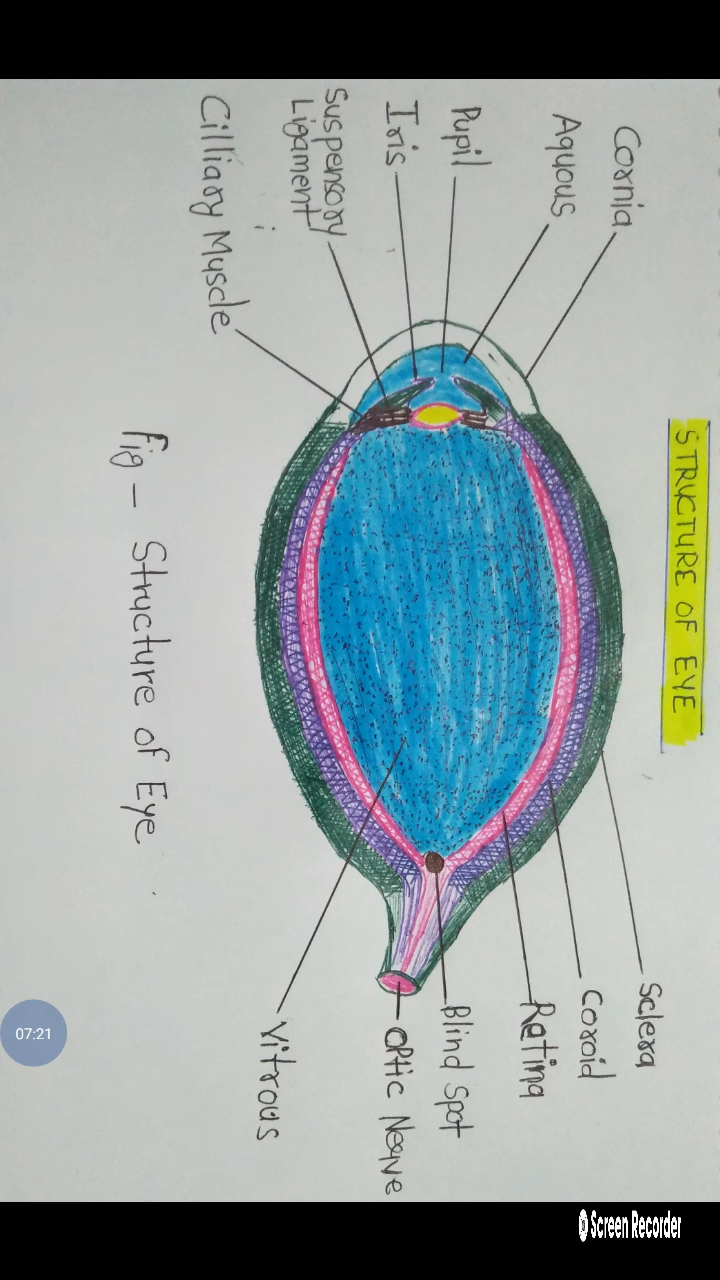 STRUCTURE OF EYE
Cornia
Aquous
Pupil
Iris
Suspensory
Ligament
Cilliary Muscle
Sclera
Coroid
Retina
Blind Spot
Optic Nerve
Vitrous
Fig - Structure of Eye
07:21
Screen Recorder